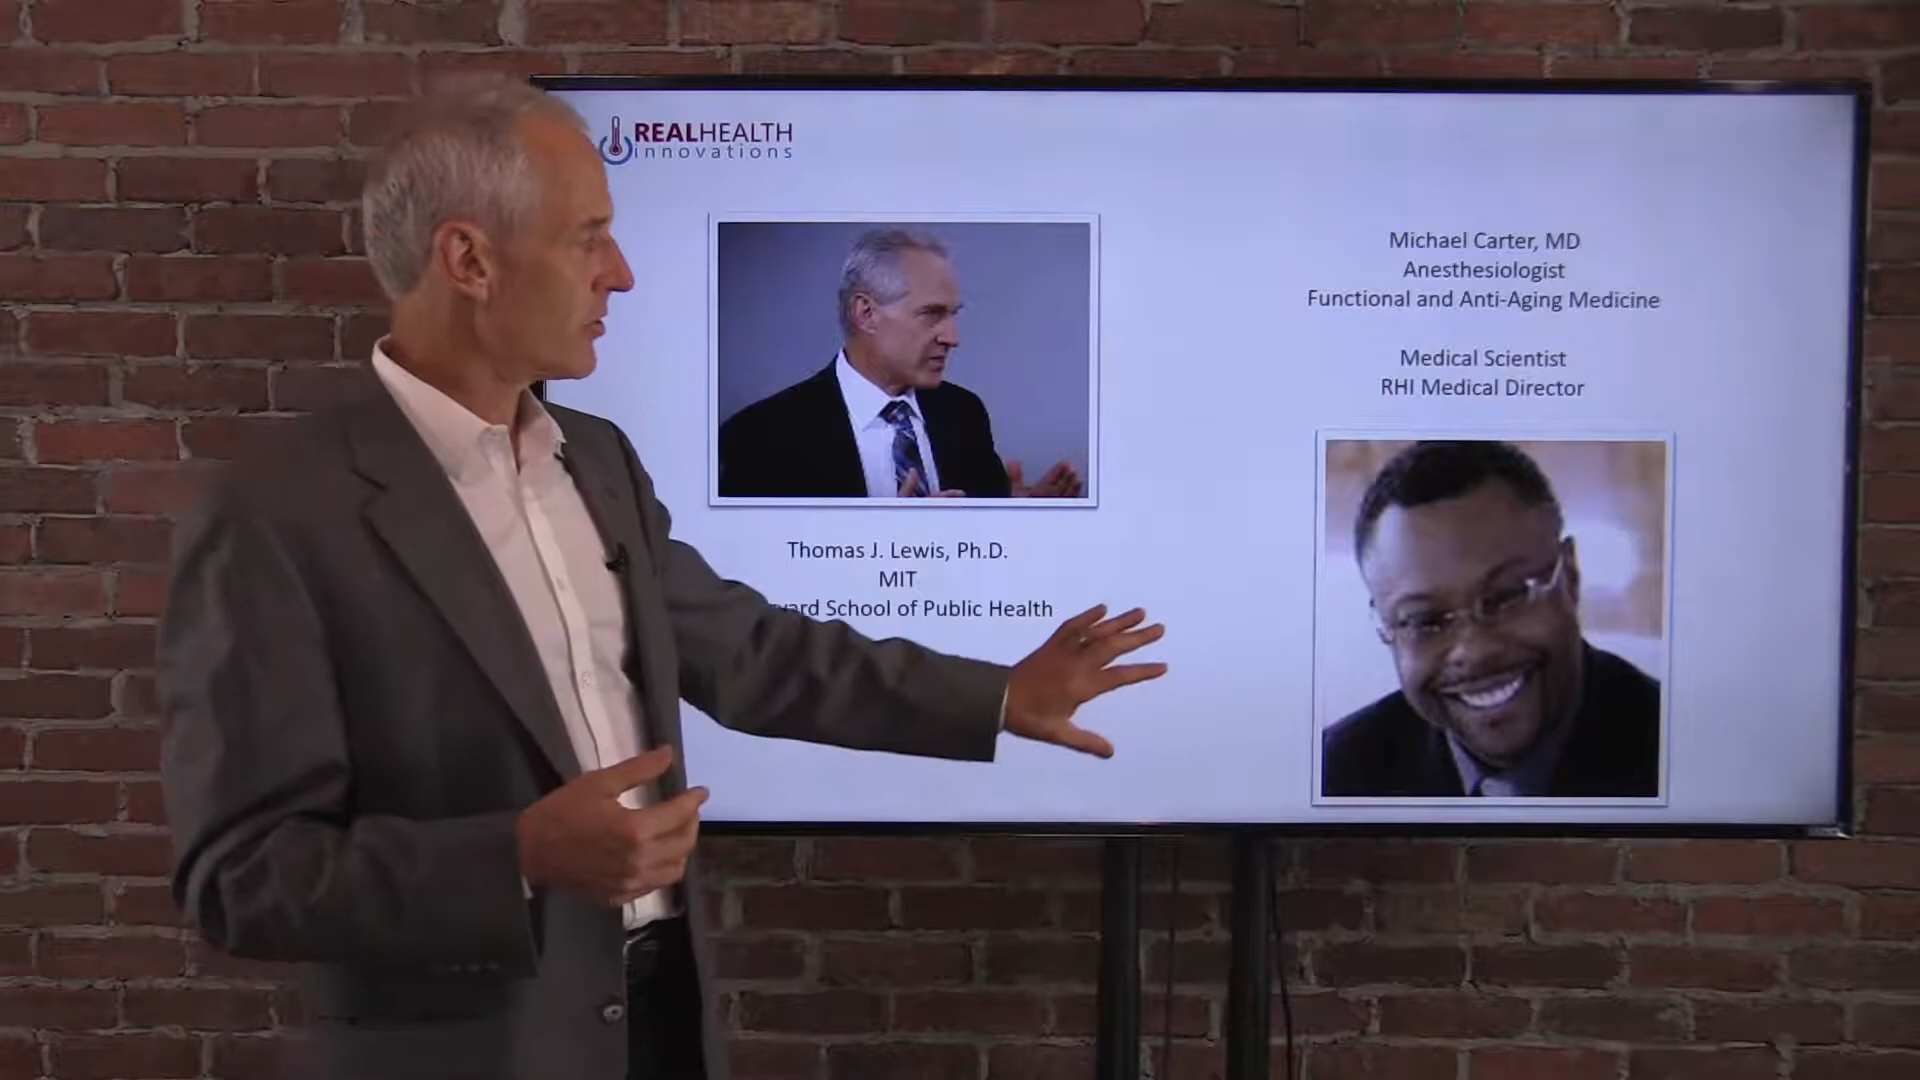 REALHEALTH
innovations
Thomas J. Lewis, Ph.D.
MIT
School of Public Health
Michael Carter, MD
Anesthesiologist
Functional and Anti-Aging Medicine
Medical Scientist
RHI Medical Director